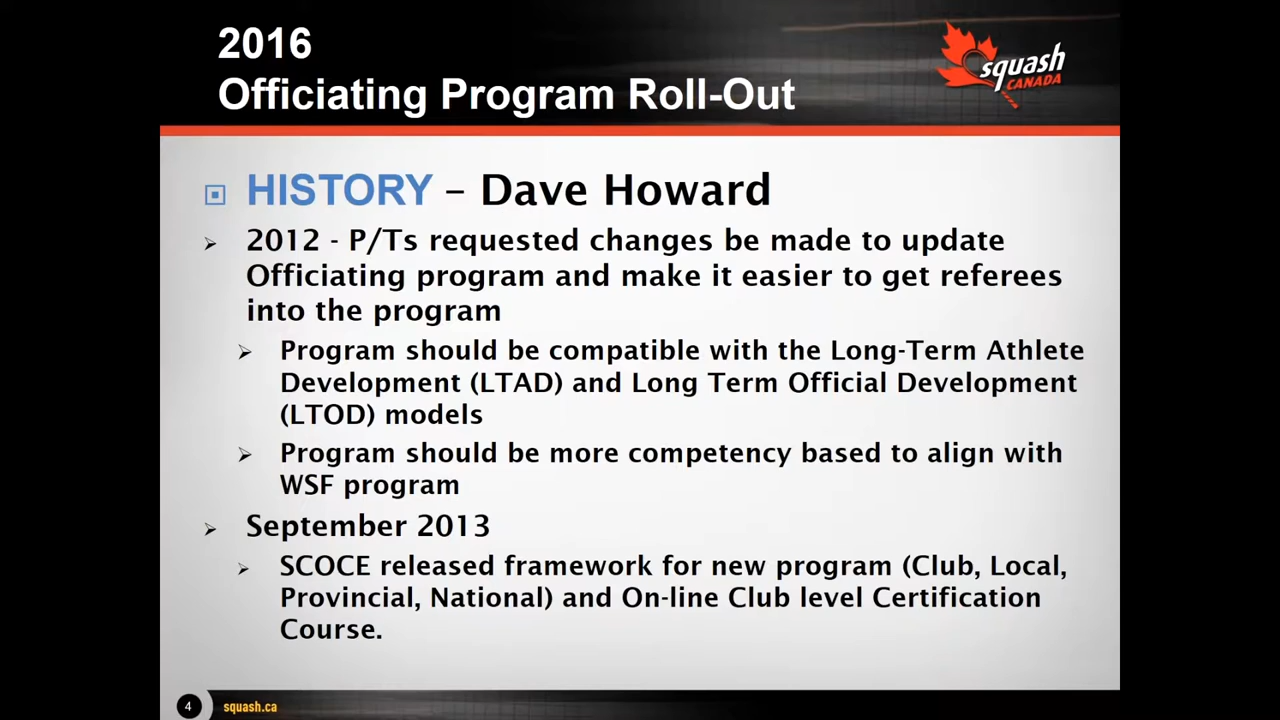 2016
Officiating Program Roll-Out
squash
CANADA
HISTORY – Dave Howard
2012 - P/Ts requested changes be made to update
Officiating program and make it easier to get referees
into the program
Program should be compatible with the Long-Term Athlete
Development (LTAD) and Long Term Official Development
(LTOD) models
Program should be more competency based to align with
WSF program
September 2013
SCOCE released framework for new program (Club, Local,
Provincial, National) and On-line Club level Certification
Course.
4
squash.ca